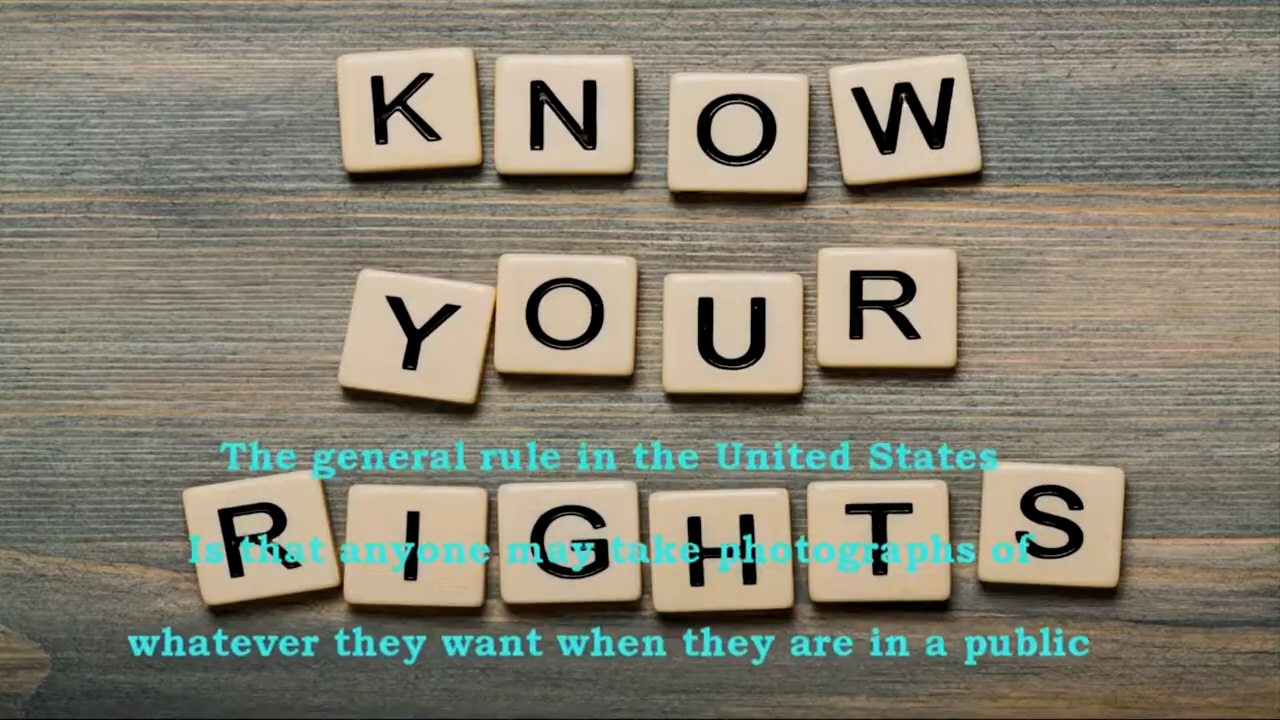 KNOW
YOUR
The general rule in the United States
RIGHTS
Is that anyone may take photographs of
whatever they want when they are in a public